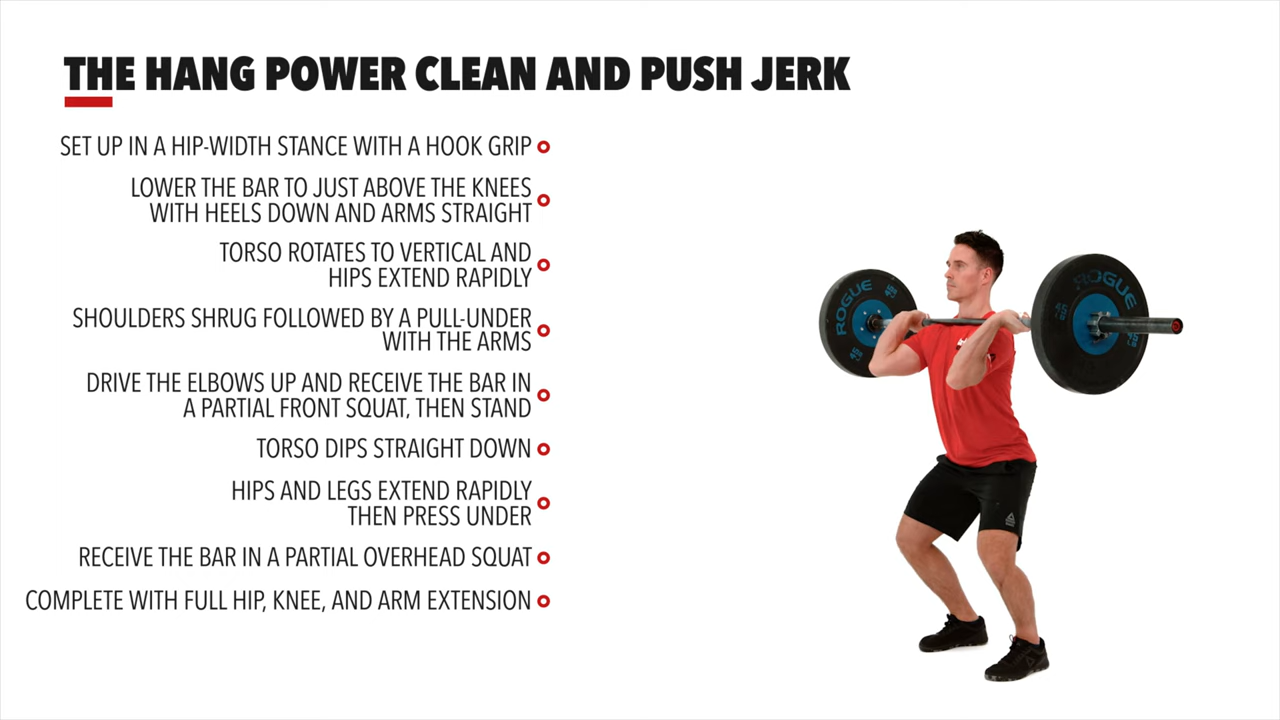 THE HANG POWER CLEAN AND PUSH JERK
SET UP IN A HIP-WIDTH STANCE WITH A HOOK GRIP
LOWER THE BAR TO JUST ABOVE THE KNEES
WITH HEELS DOWN AND ARMS STRAIGHT
TORSO ROTATES TO VERTICAL AND
HIPS EXTEND RAPIDLY
SHOULDERS SHRUG FOLLOWED BY A PULL-UNDER
WITH THE ARMS
DRIVE THE ELBOWS UP AND RECEIVE THE BAR IN
A PARTIAL FRONT SQUAT, THEN STAND
TORSO DIPS STRAIGHT DOWN
HIPS AND LEGS EXTEND RAPIDLY
THEN PRESS UNDER
RECEIVE THE BAR IN A PARTIAL OVERHEAD SQUAT
COMPLETE WITH FULL HIP, KNEE, AND ARM EXTENSION
ROGUE
ROGUE